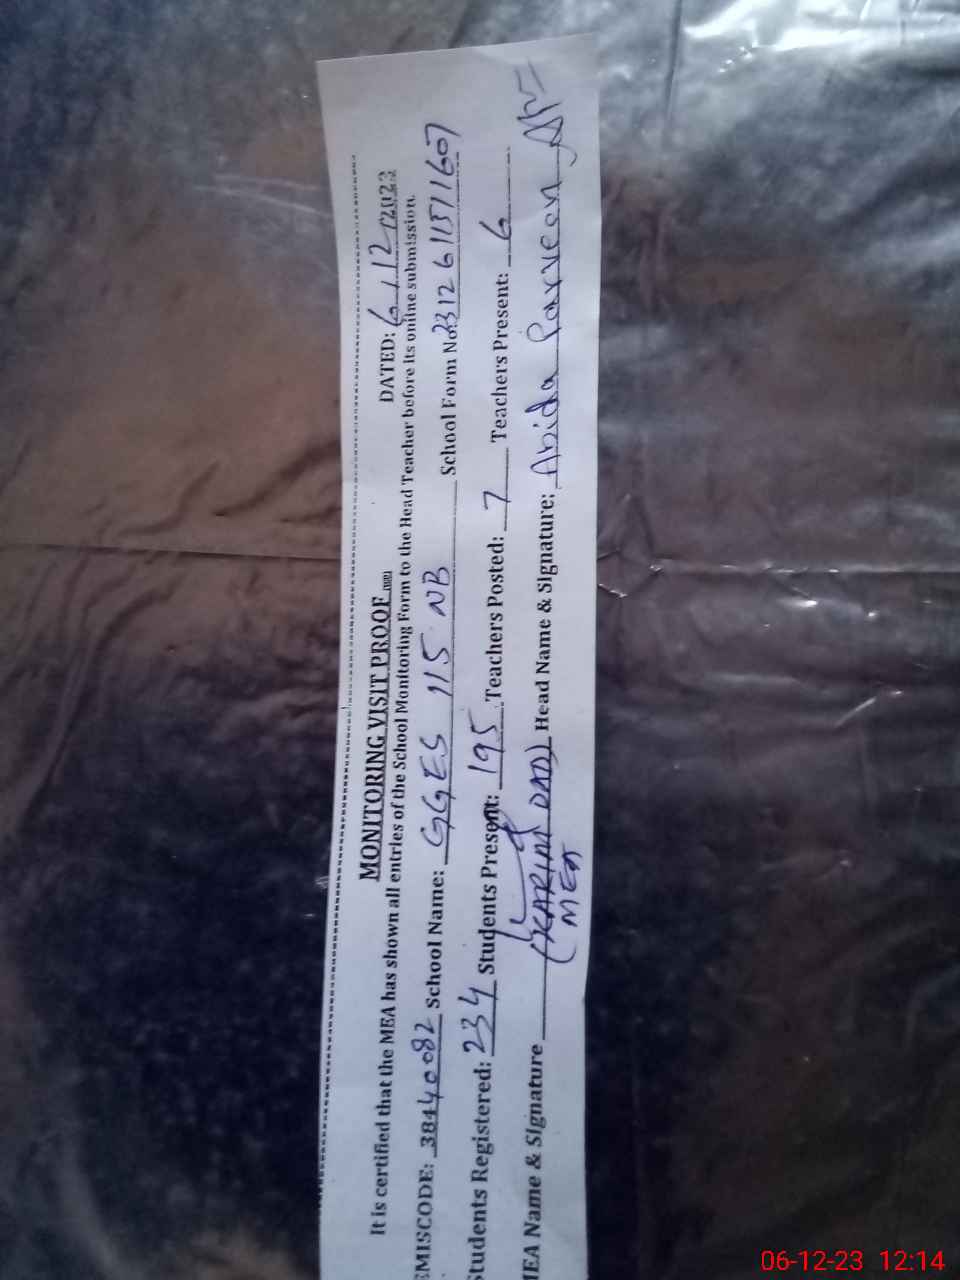 MONITORING VISIT PROOF DATED: 6/12/2023
It is certified that the MEA has shown all entries of the School Monitoring Form to the Head Teacher before its online submission.
EMISCODE: 38440082 School Name: GGES 115 NB School Form No: 2312611511607
Students Registered: 234 Students Present: 195 Teachers Posted: 7 Teachers Present: 6
MEA Name & Signature (KARIM DAD) Head Name & Signature: Abida Parveen
MEA
06-12-23 12:14